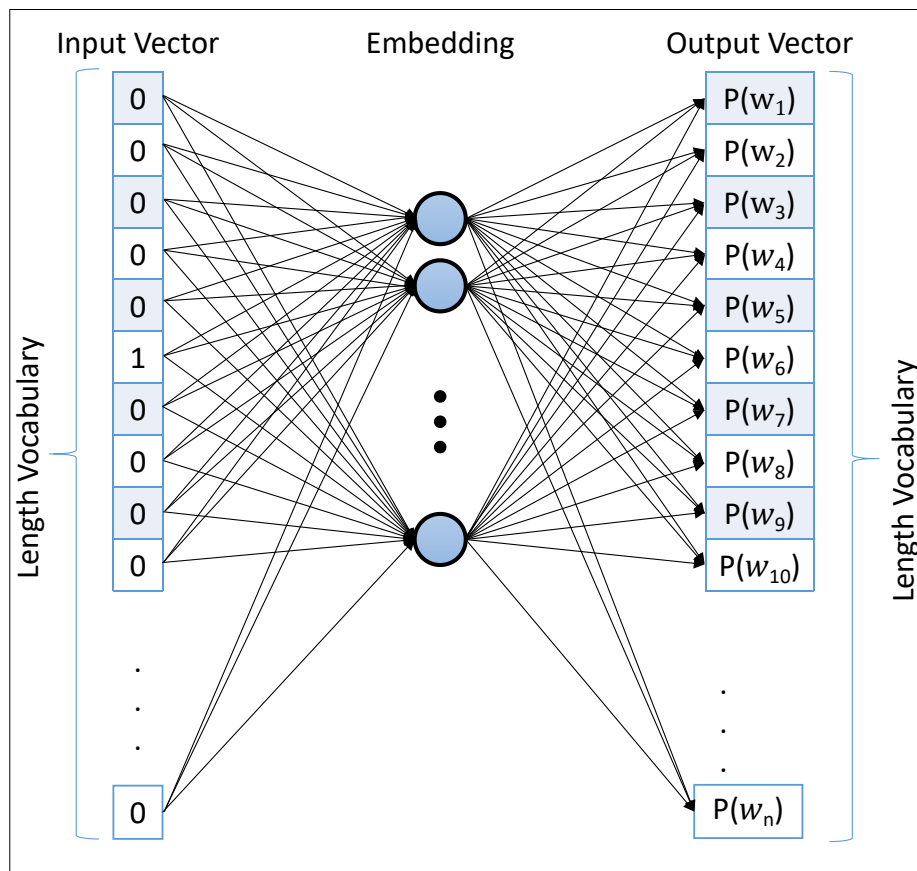 Input Vector
Embedding
Output Vector
Length Vocabulary
0
0
0
0
0
1
0
0
0
0
.
.
.
0
P(w₁)
P(w₂)
P(w₃)
P(w₄)
P(w₅)
P(w₆)
P(w₇)
P(w₈)
P(w₉)
P(w₁₀)
.
.
.
P(wₙ)
Length Vocabulary